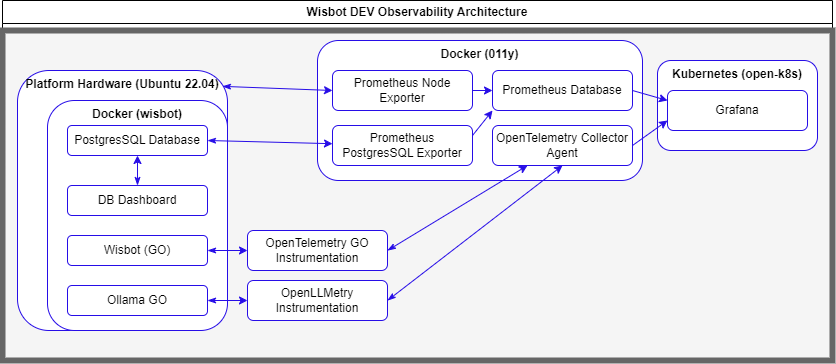 Wisbot DEV Observability Architecture
Docker (011y)
Platform Hardware (Ubuntu 22.04)
Prometheus Node
Exporter
Prometheus Database
Kubernetes (open-k8s)
Grafana
Docker (wisbot)
PostgresSQL Database
Prometheus
PostgresSQL Exporter
OpenTelemetry Collector
Agent
DB Dashboard
Wisbot (GO)
OpenTelemetry GO
Instrumentation
Ollama GO
OpenLLMetry
Instrumentation